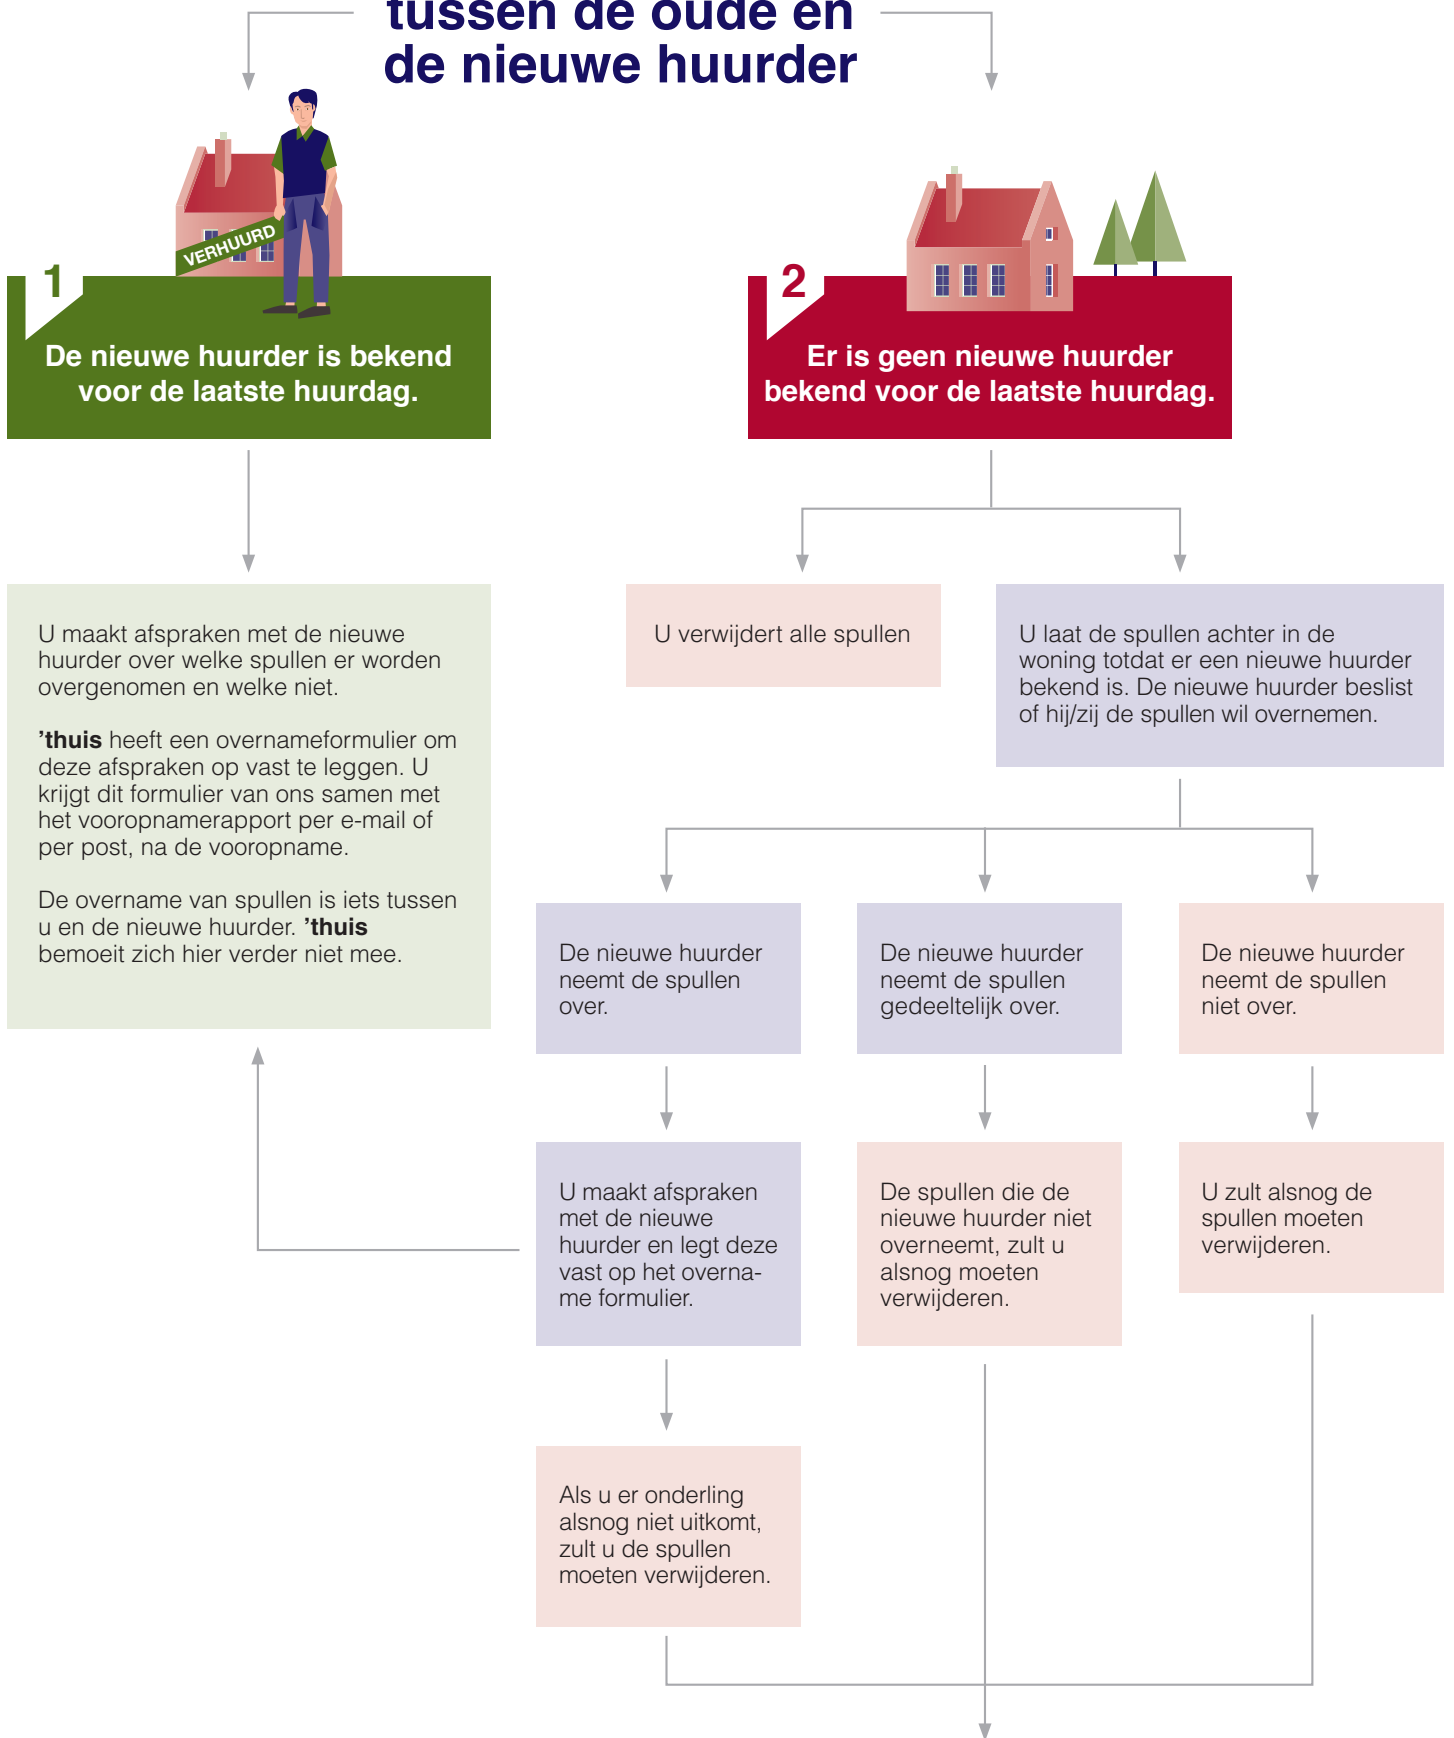 tussen de oude en
de nieuwe huurder
VERHUURD
1
De nieuwe huurder is bekend
voor de laatste huurdag.
2
Er is geen nieuwe huurder
bekend voor de laatste huurdag.
U maakt afspraken met de nieuwe
huurder over welke spullen er worden
overgenomen en welke niet.
’thuis heeft een overnameformulier om
deze afspraken op vast te leggen. U
krijgt dit formulier van ons samen met
het vooropnamerapport per e-mail of
per post, na de vooropname.
De overname van spullen is iets tussen
u en de nieuwe huurder. ’thuis
bemoeit zich hier verder niet mee.
U verwijdert alle spullen
U laat de spullen achter in de
woning totdat er een nieuwe huurder
bekend is. De nieuwe huurder beslist
of hij/zij de spullen wil overnemen.
De nieuwe huurder
neemt de spullen
over.
De nieuwe huurder
neemt de spullen
gedeeltelijk over.
De nieuwe huurder
neemt de spullen
niet over.
U maakt afspraken
met de nieuwe
huurder en legt deze
vast op het overna-
me formulier.
De spullen die de
nieuwe huurder niet
overneemt, zult u
alsnog moeten
verwijderen.
U zult alsnog de
spullen moeten
verwijderen.
Als u er onderling
alsnog niet uitkomt,
zult u de spullen
moeten verwijderen.